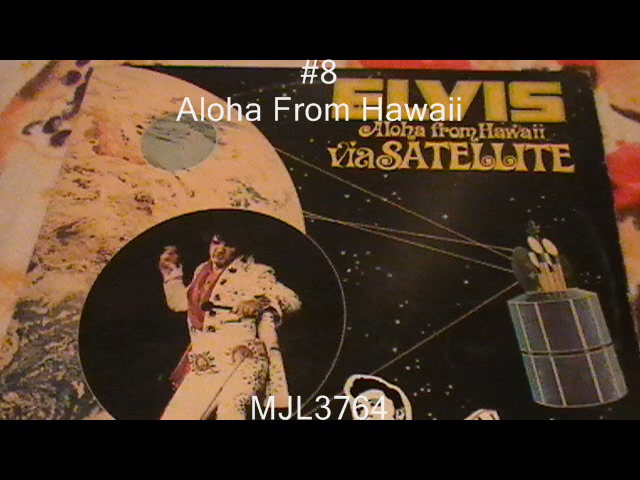 #8
ELVIS
Aloha From Hawaii
Aloha from Hawaii
via SATELLITE
MJL3764